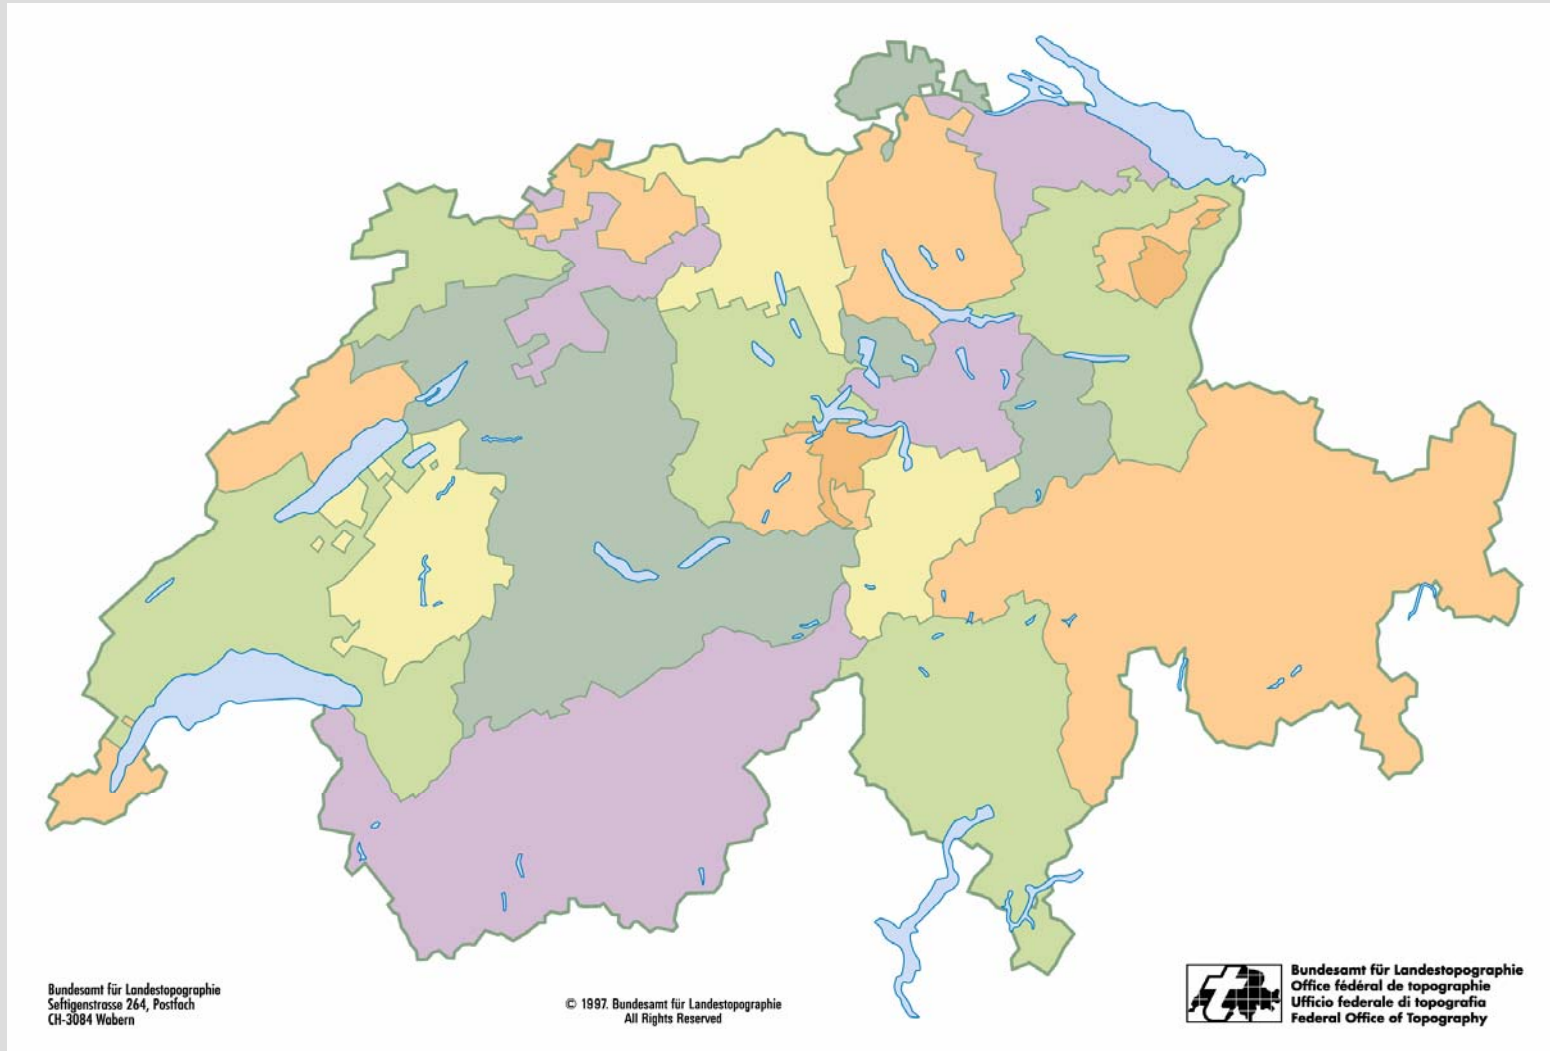 Bundesamt für Landestopographie
Seftigenstrasse 264, Postfach
CH-3084 Wabern
© 1997. Bundesamt für Landestopographie
All Rights Reserved
Bundesamt für Landestopographie
Office fédéral de topographie
Ufficio federale di topografia
Federal Office of Topography